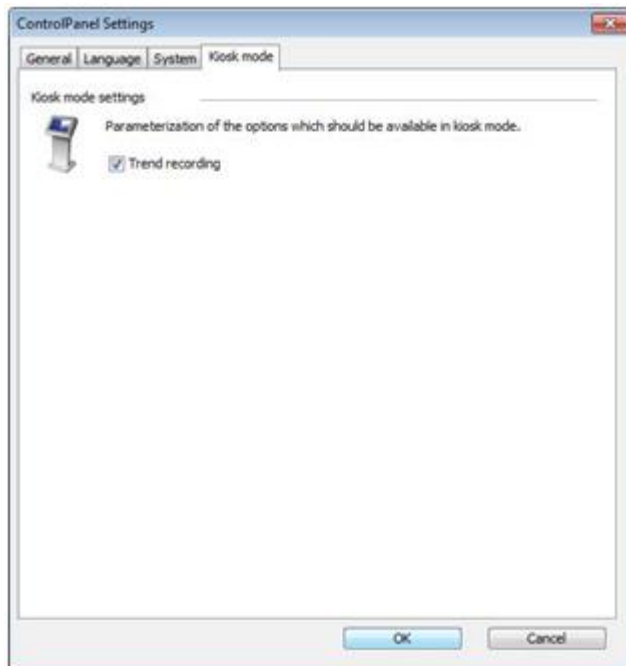 ControlPanel Settings
General Language System Kiosk mode
Kiosk mode settings
Parameterization of the options which should be available in kiosk mode.
Trend recording
OK Cancel